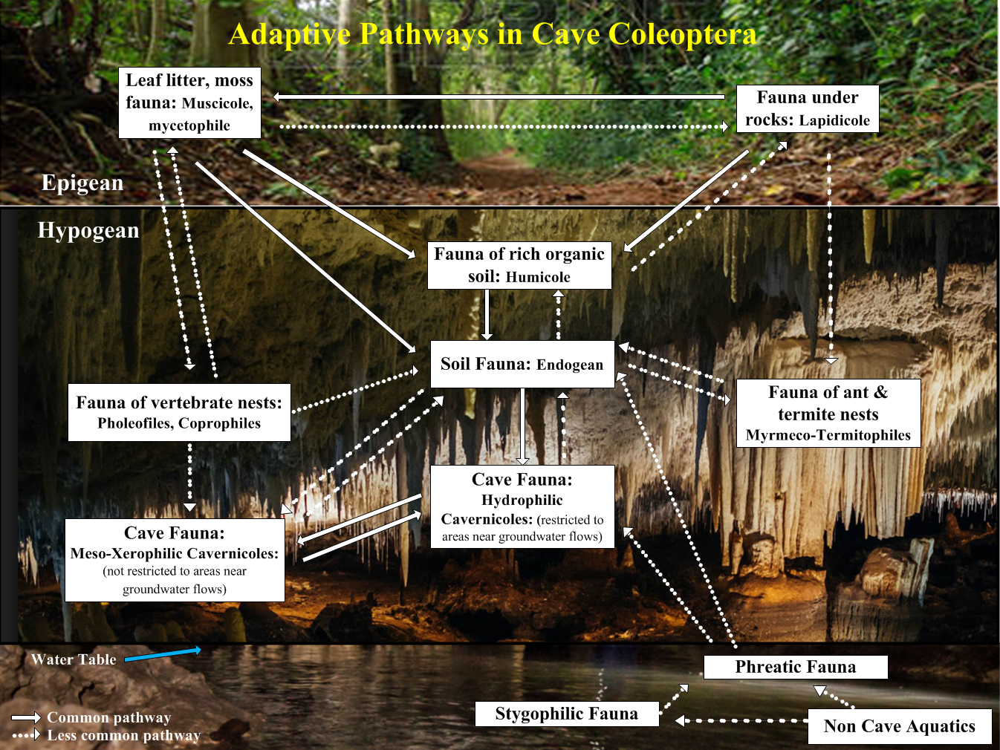 Adaptive Pathways in Cave Coleoptera
Leaf litter, moss
fauna: Muscicole,
mycetophile
Fauna under
rocks: Lapidicole
Epigean
Hypogean
Fauna of rich organic
soil: Humicole
Soil Fauna: Endogean
Fauna of vertebrate nests:
Pholeofiles, Coprophiles
Fauna of ant &
termite nests
Myrmeco-Termitophiles
Cave Fauna:
Hydrophilic
Cavernicoles: (restricted to
areas near groundwater flows)
Cave Fauna:
Meso-Xerophilic Cavernicoles:
(not restricted to areas near
groundwater flows)
Water Table
Phreatic Fauna
Stygophilic Fauna
Non Cave Aquatics
Common pathway
Less common pathway